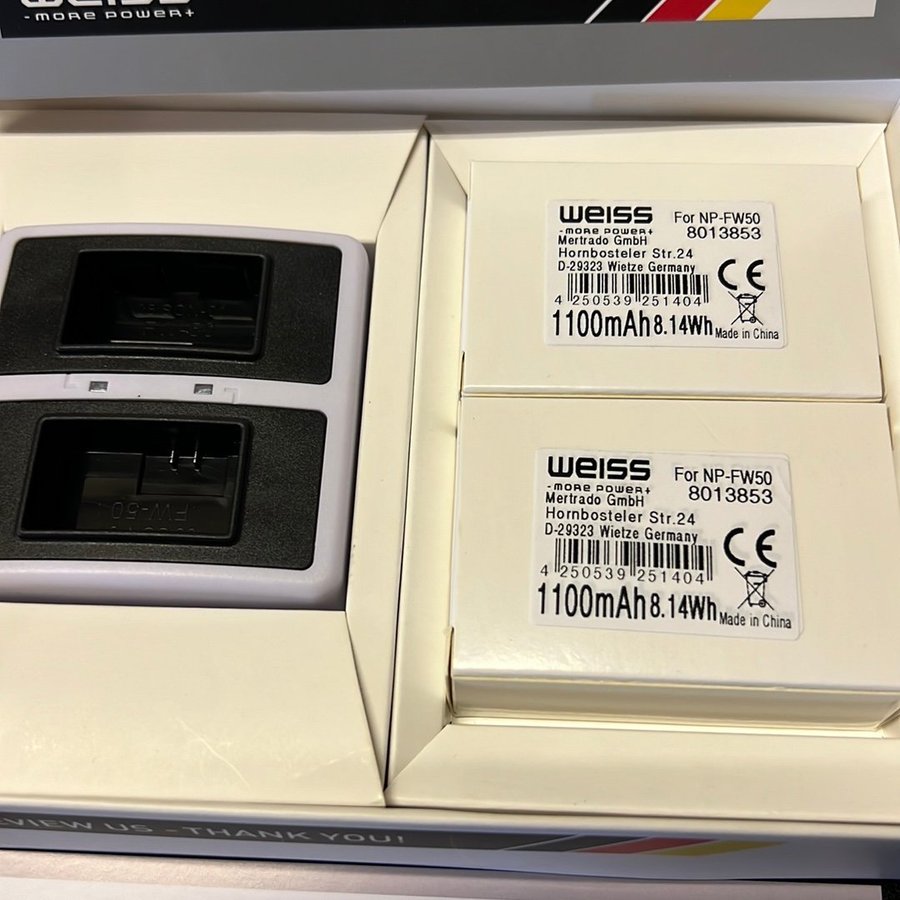 WEISS
-MORE POWER+
WEISS
-MORE POWER+
For NP-FW50
8013853
Mertrado GmbH
Hornbosteler Str.24
D-29323 Wietze Germany
CE
4 250539 251404
1100mAh 8.14Wh
Made in China
WEISS
-MORE POWER+
For NP-FW50
8013853
Mertrado GmbH
Hornbosteler Str.24
D-29323 Wietze Germany
CE
4 250539 251404
1100mAh 8.14Wh
Made in China
FW-50
US - THANK YOU!